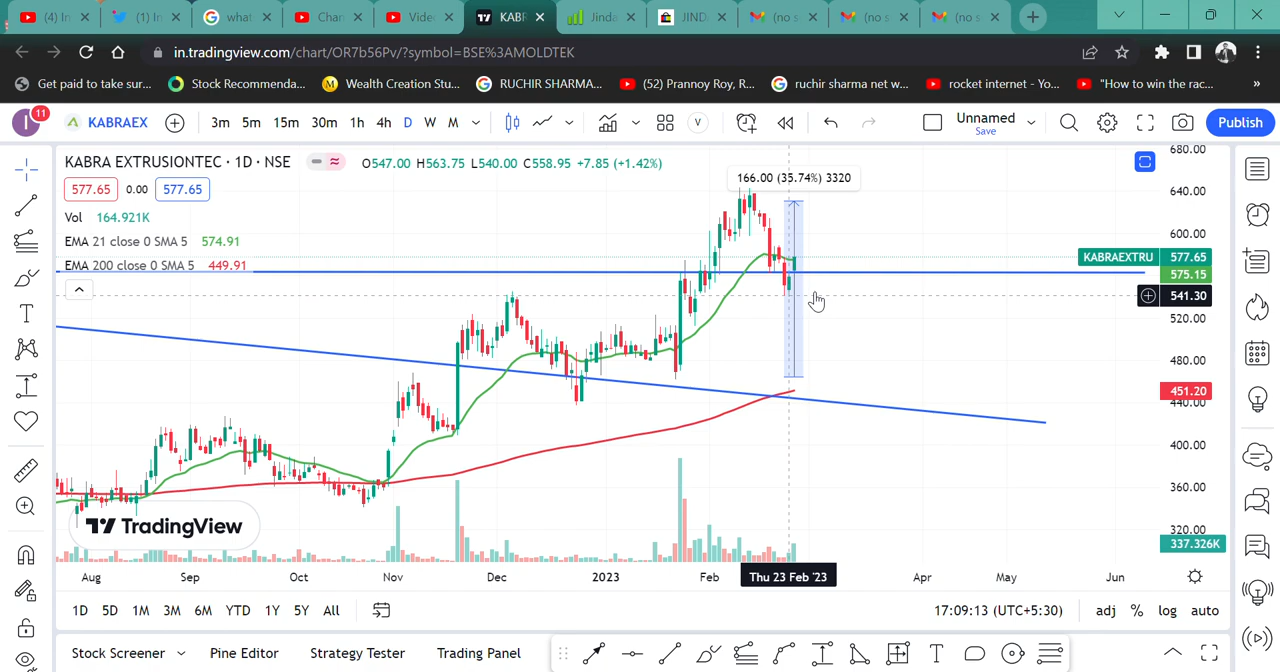 (4) In
(1) In
what
Chan
Vide
KABR
Jinda
JIND
(no s
(no s
(no s
in.tradingview.com/chart/OR7b56Pv/?symbol=BSE%3AMOLDTEK
Get paid to take sur...
Stock Recommenda...
Wealth Creation Stu...
RUCHIR SHARMA...
(52) Prannoy Roy, R...
ruchir sharma net w...
rocket internet - Yo...
"How to win the rac...
»
I
11
KABRAEX
3m 5m 15m 30m 1h 4h D W M
V
Unnamed
Save
Publish
KABRA EXTRUSIONTEC · 1D · NSE
O547.00 H563.75 L540.00 C558.95 +7.85 (+1.42%)
577.65 0.00 577.65
Vol 164.921K
EMA 21 close 0 SMA 5 574.91
EMA 200 close 0 SMA 5 449.91
166.00 (35.74%) 3320
680.00
640.00
600.00
KABRAEXTRU 577.65
575.15
541.30
520.00
480.00
451.20
440.00
400.00
360.00
320.00
337.326K
TradingView
Aug Sep Oct Nov Dec 2023 Feb Thu 23 Feb '23 Apr May Jun
1D 5D 1M 3M 6M YTD 1Y 5Y All
17:09:13 (UTC+5:30)
adj % log auto
Stock Screener
Pine Editor
Strategy Tester
Trading Panel